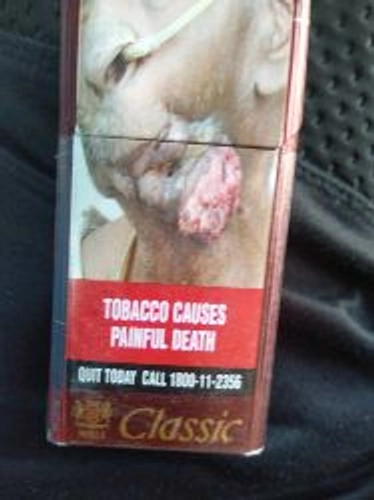 TOBACCO CAUSES
PAINFUL DEATH
QUIT TODAY CALL 1800-11-2356
Classic